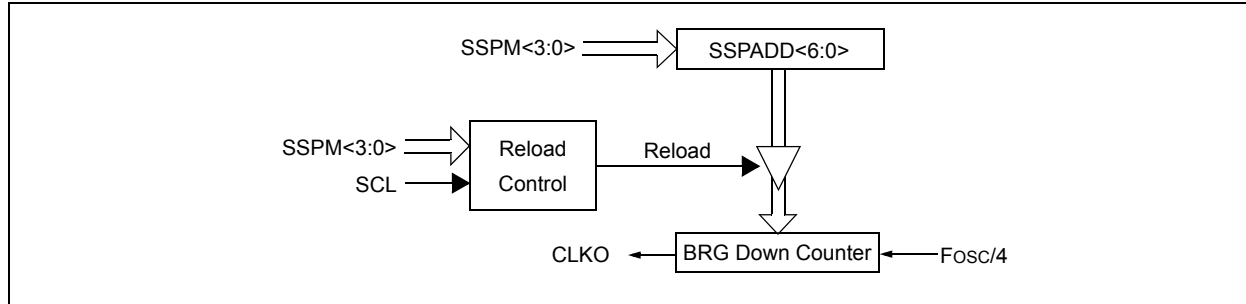 SSPM<3:0>
SSPADD<6:0>
SSPM<3:0>
SCL
Reload
Control
Reload
CLKO
BRG Down Counter
FOSC/4